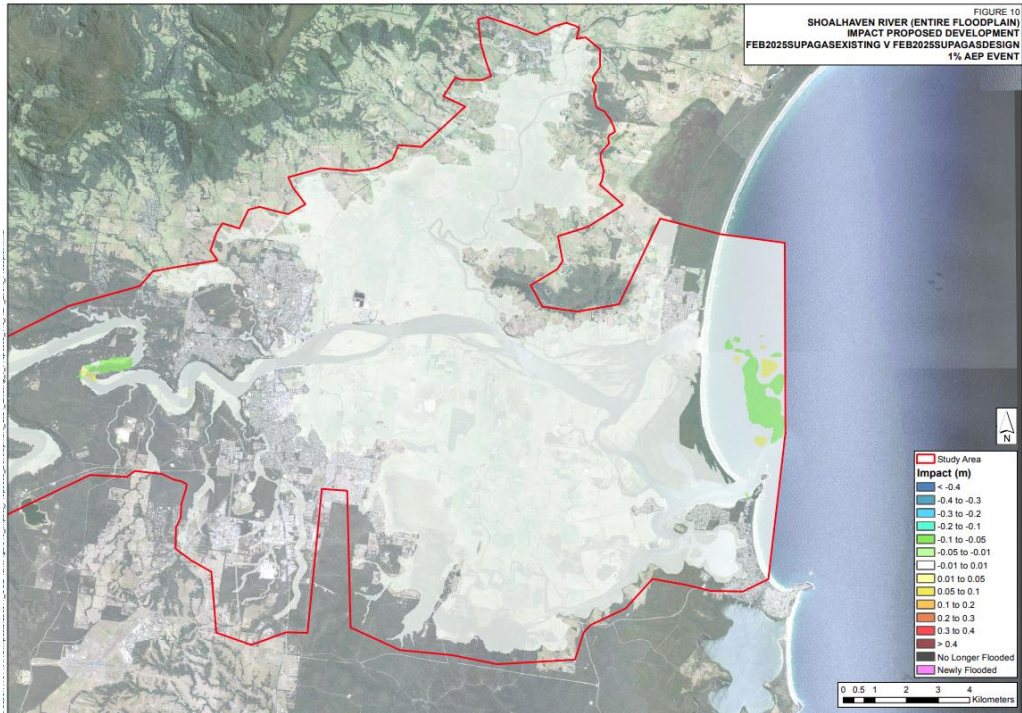 FIGURE 10
SHOALHAVEN RIVER (ENTIRE FLOODPLAIN)
IMPACT PROPOSED DEVELOPMENT
FEB2025SUPAGASEXISTING V FEB2025SUPAGASDESIGN
1% AEP EVENT
N
Study Area
Impact (m)
< -0.4
-0.4 to -0.3
-0.3 to -0.2
-0.2 to -0.1
-0.1 to -0.05
-0.05 to -0.01
-0.01 to 0.01
0.01 to 0.05
0.05 to 0.1
0.1 to 0.2
0.2 to 0.3
0.3 to 0.4
> 0.4
No Longer Flooded
Newly Flooded
0 0.5 1 2 3 4
Kilometers